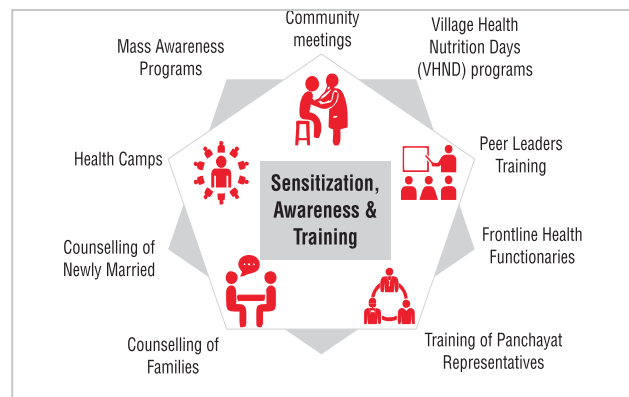 Community
meetings
Village Health
Nutrition Days
(VHND) programs
Mass Awareness
Programs
Peer Leaders
Training
Health Camps
Sensitization,
Awareness &
Training
Frontline Health
Functionaries
Counselling of
Newly Married
Training of Panchayat
Representatives
Counselling of
Families